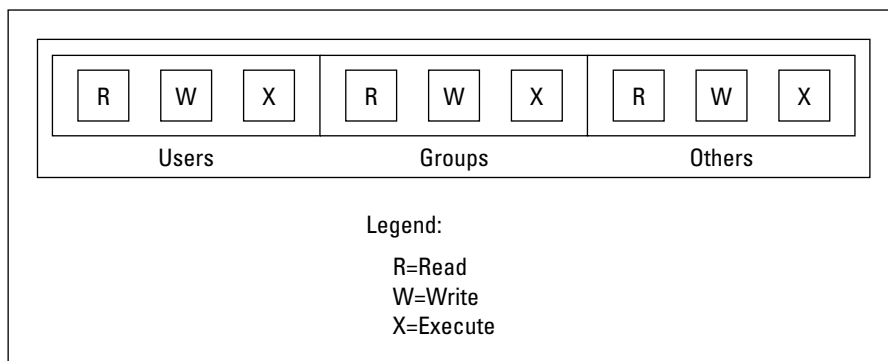 R W X R W X R W X
Users Groups Others
Legend:
R=Read
W=Write
X=Execute